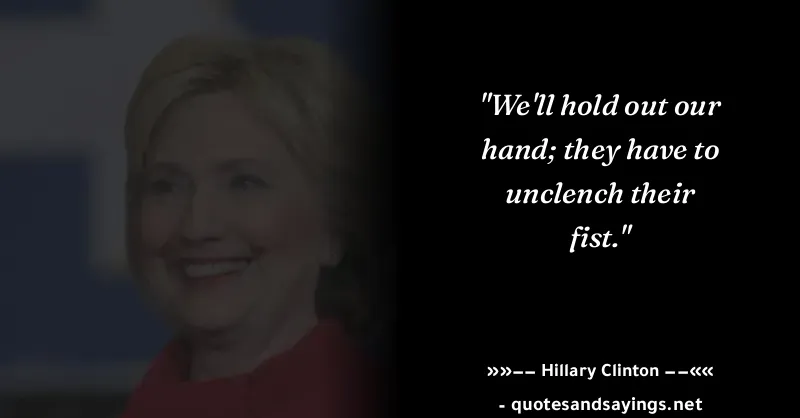 "We'll hold out our
hand; they have to
unclench their
fist."
»»–– Hillary Clinton ––««
- quotesandsayings.net